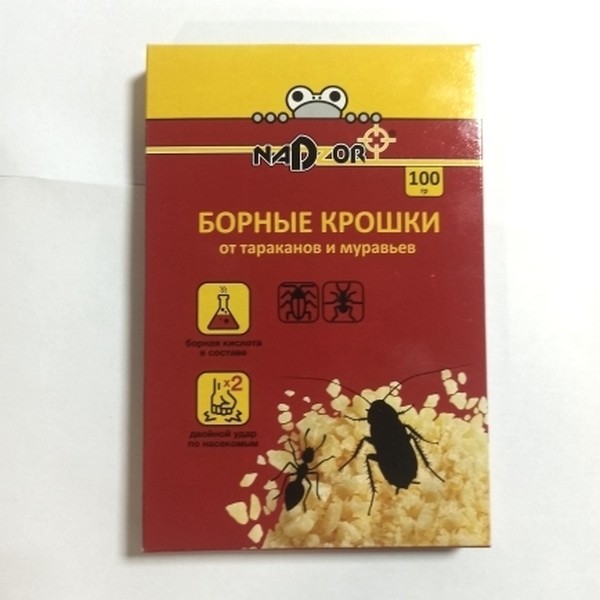 NADZOR
100
гр
БОРНЫЕ КРОШКИ
от тараканов и муравьев
борная кислота
в составе
x2
двойной удар
по насекомым